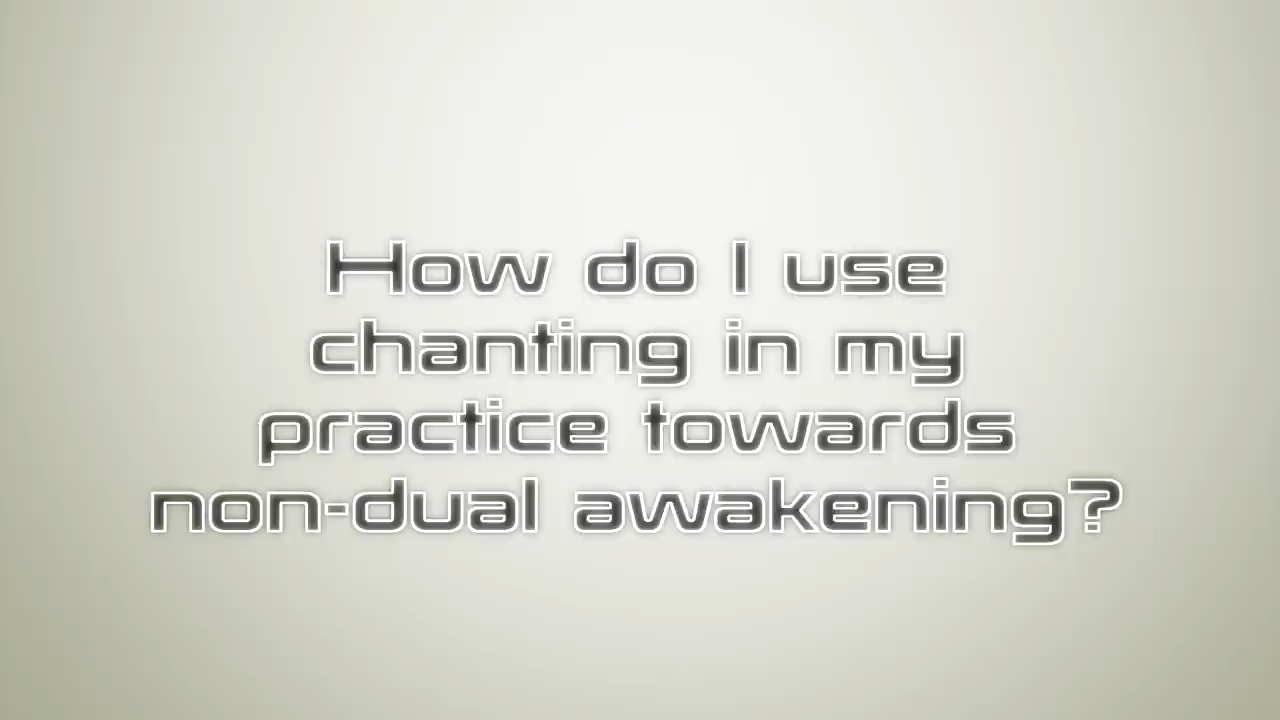 How do I use
chanting in my
practice towards
non-dual awakening?